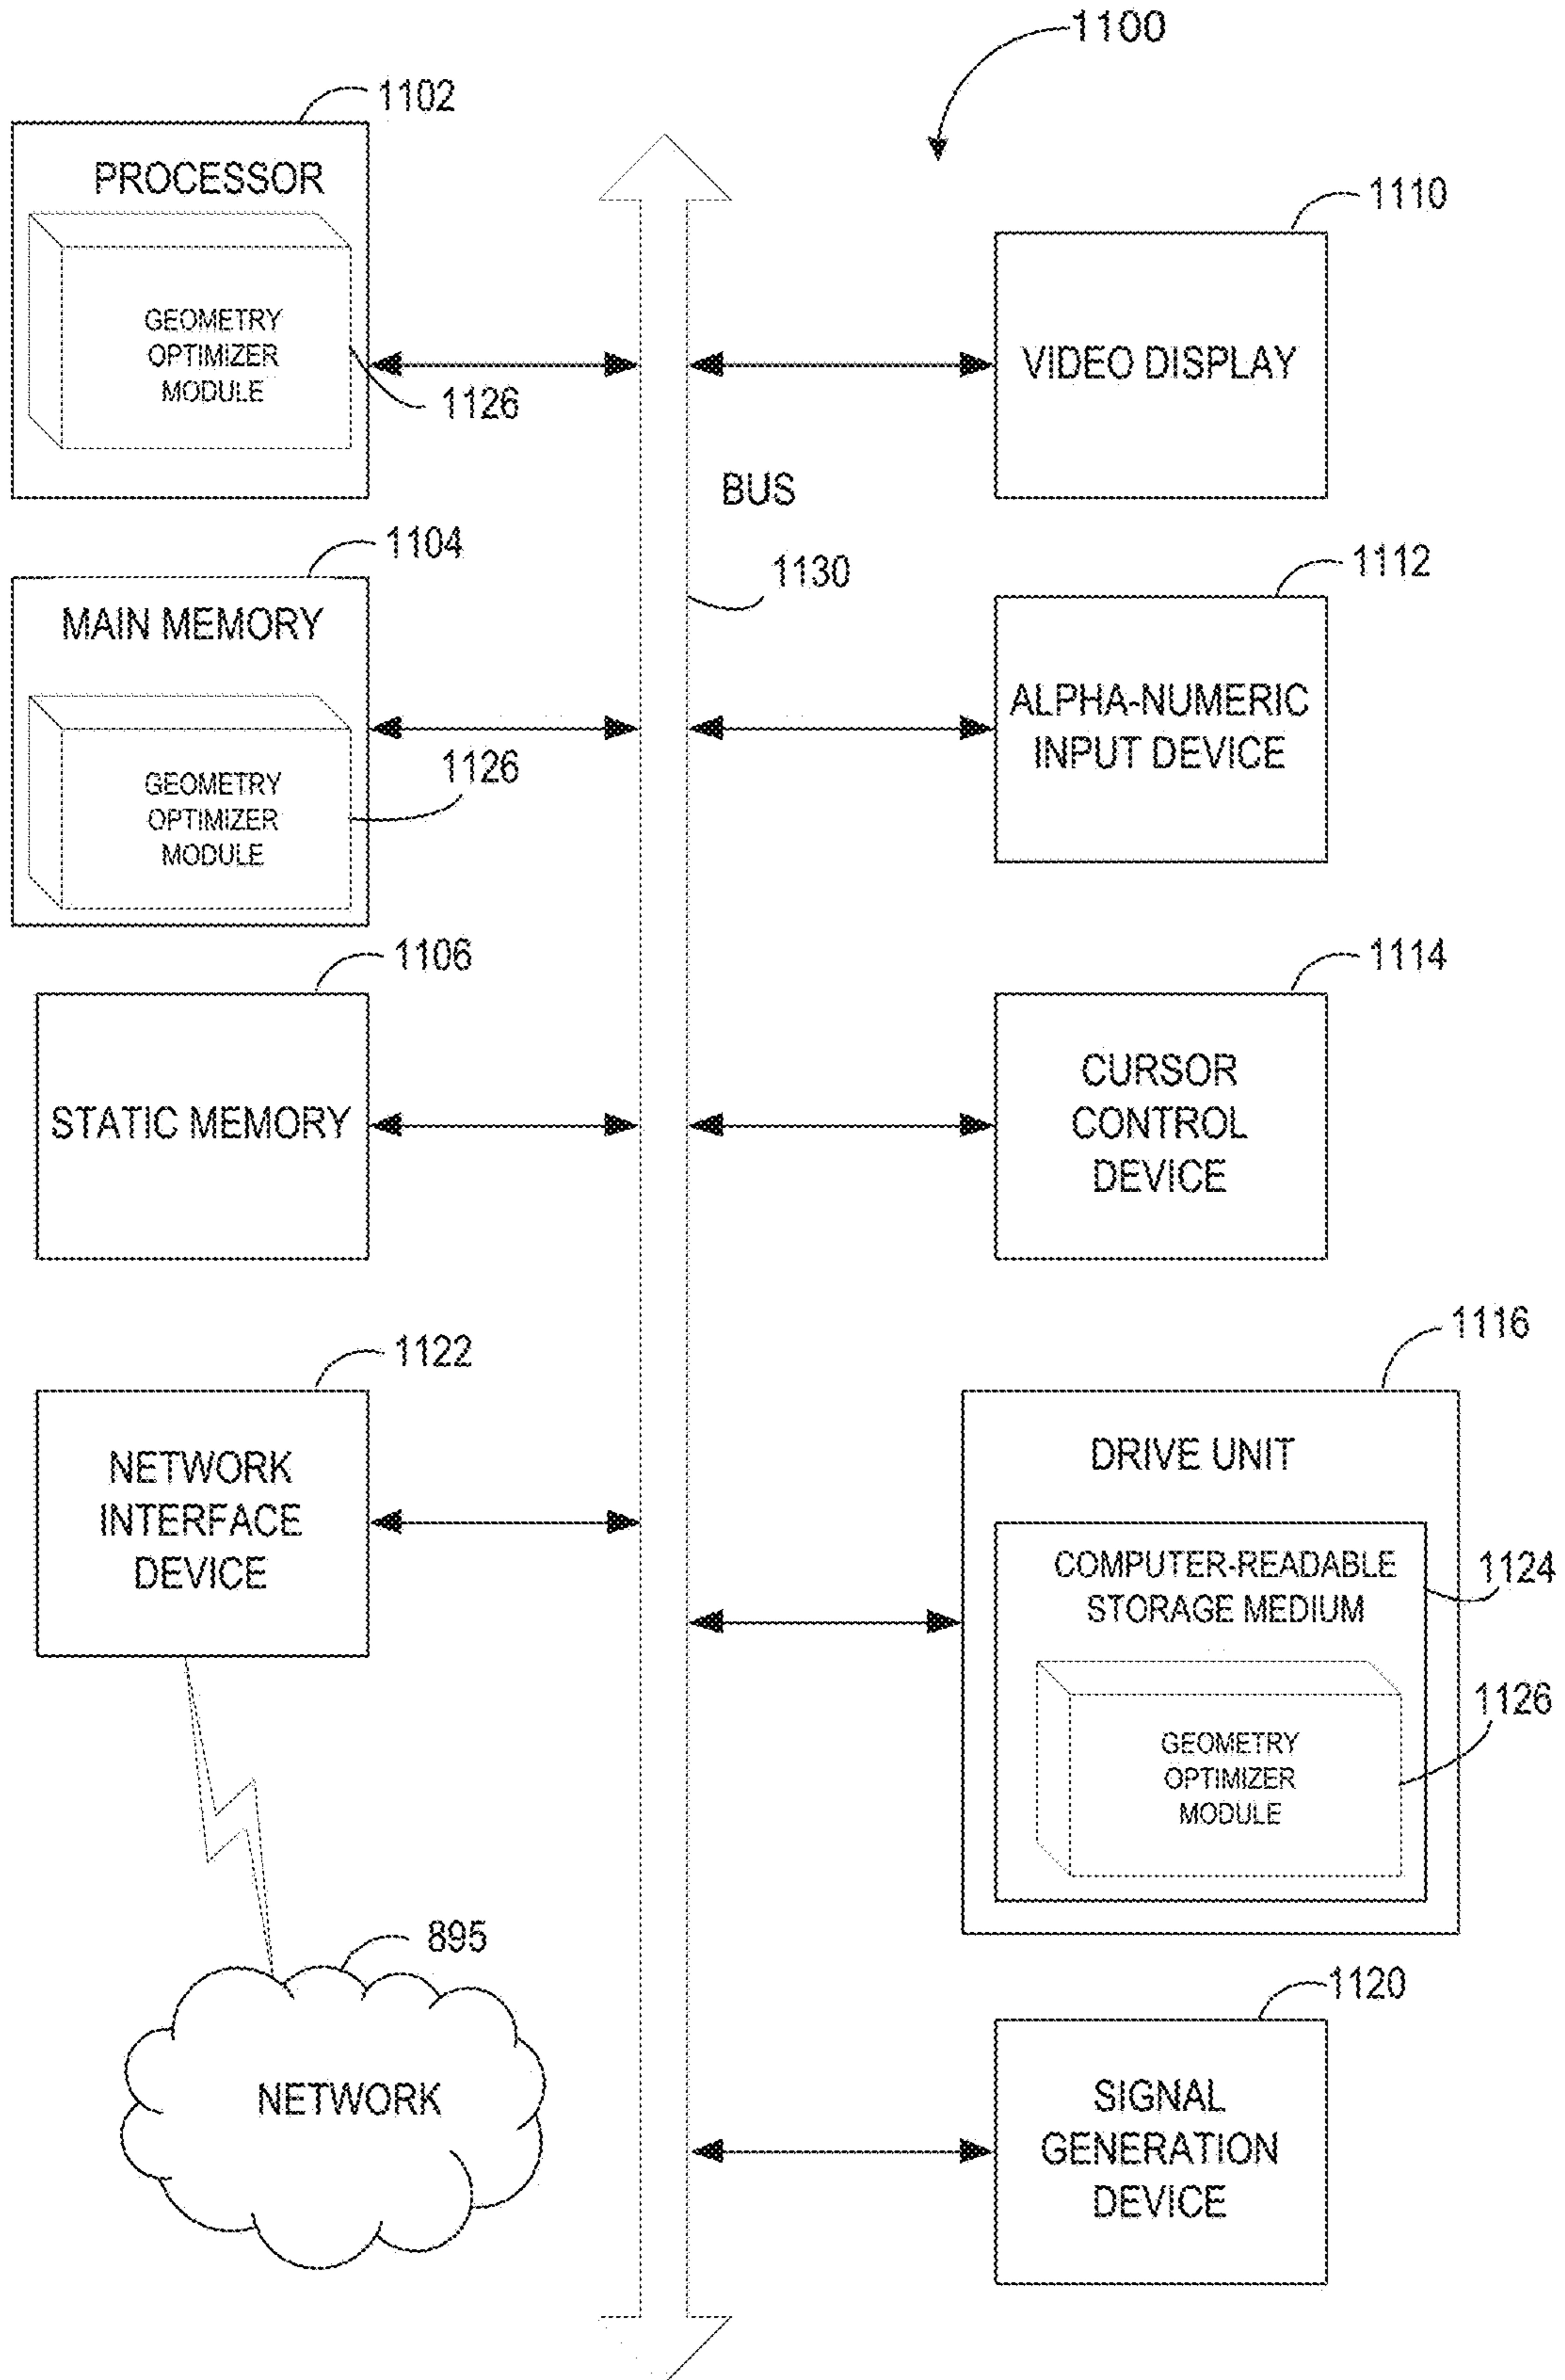 1100
1102
PROCESSOR
GEOMETRY
OPTIMIZER
MODULE
1126
1110
VIDEO DISPLAY
BUS
1130
1104
MAIN MEMORY
GEOMETRY
OPTIMIZER
MODULE
1126
1112
ALPHA-NUMERIC
INPUT DEVICE
1106
STATIC MEMORY
1114
CURSOR
CONTROL
DEVICE
1122
NETWORK
INTERFACE
DEVICE
1116
DRIVE UNIT
COMPUTER-READABLE
STORAGE MEDIUM
1124
GEOMETRY
OPTIMIZER
MODULE
1126
895
NETWORK
1120
SIGNAL
GENERATION
DEVICE